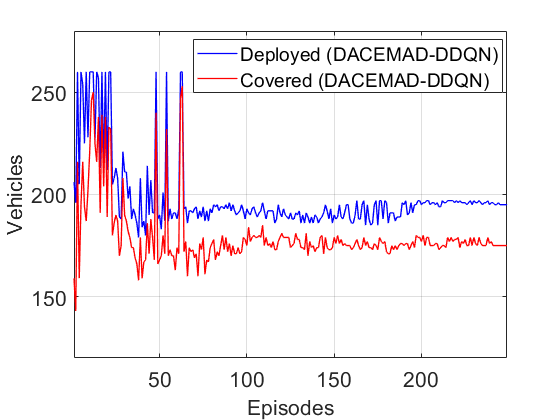 Deployed (DACEMAD-DDQN)
Covered (DACEMAD-DDQN)
250
200
150
Vehicles
50 100 150 200
Episodes